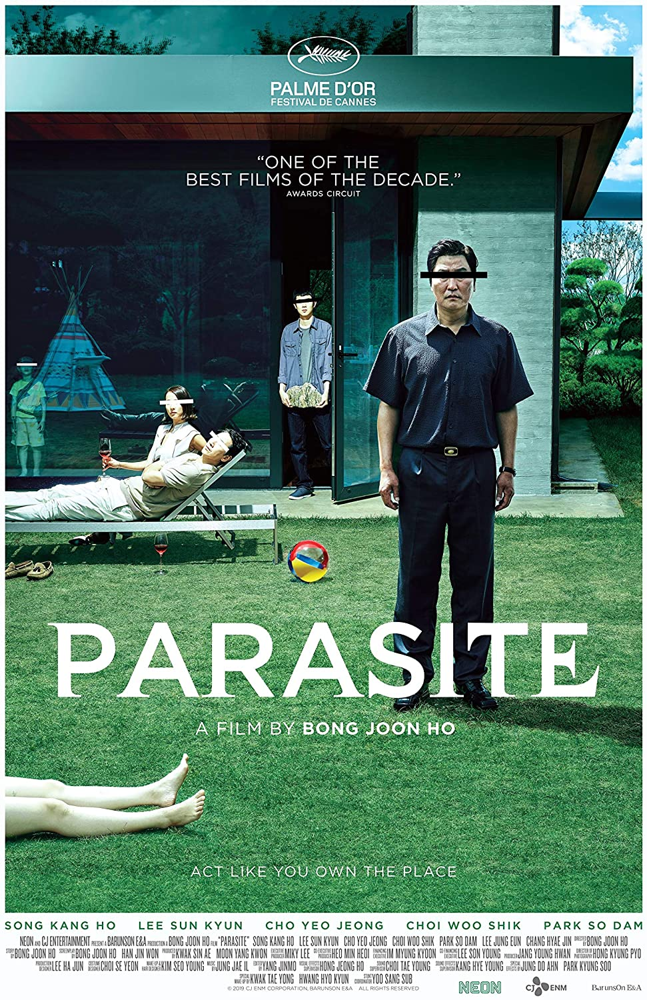 PALME D'OR
FESTIVAL DE CANNES
“ONE OF THE
BEST FILMS OF THE DECADE.”
AWARDS CIRCUIT
PARASITE
A FILM BY BONG JOON HO
ACT LIKE YOU OWN THE PLACE
SONG KANG HO LEE SUN KYUN CHO YEO JEONG CHOI WOO SHIK PARK SO DAM
NEON AND CJ ENTERTAINMENT PRESENT A BARUNSON E&A PRODUCTION A BONG JOON HO FILM "PARASITE" SONG KANG HO LEE SUN KYUN CHO YEO JEONG CHOI WOO SHIK PARK SO DAM LEE JUNG EUN CHANG HYAE JIN DIRECTED BY BONG JOON HO
STORY BY BONG JOON HO SCREENPLAY BY BONG JOON HO HAN JIN WON PRODUCED BY KWAK SIN AE MOON YANG KWON EXECUTIVE PRODUCER MIKY LEE CO-EXECUTIVE PRODUCER HEO MIN HEOI FINANCING EXECUTIVE IM MYUNG KYOON CO-FINANCING EXECUTIVE LEE SON YOUNG PRODUCER JANG YOUNG HWAN DIRECTOR OF PHOTOGRAPHY HONG KYUNG PYO
PRODUCTION DESIGNER LEE HA JUN COSTUME DESIGNER CHOI SE YEON MAKE-UP & HAIR DESIGNER KIM SEO YOUNG MUSIC BY JUNG JAE IL EDITED BY YANG JINMO VISUAL EFFECTS SUPERVISOR HONG JEONG HO SOUND SUPERVISOR CHOI TAE YOUNG SOUND EFFECTS SUPERVISOR KANG HYE YOUNG SPECIAL EFFECTS BY JUNG DO AHN PARK KYUNG SOO
SPECIAL MAKE-UP BY KWAK TAE YONG HWANG HYO KYUN STUNT COORDINATOR YOO SANG SUB
© 2019 CJ ENM CORPORATION, BARUNSON E&A ALL RIGHTS RESERVED
NEON
CJ ENM
BarunsOn E&A